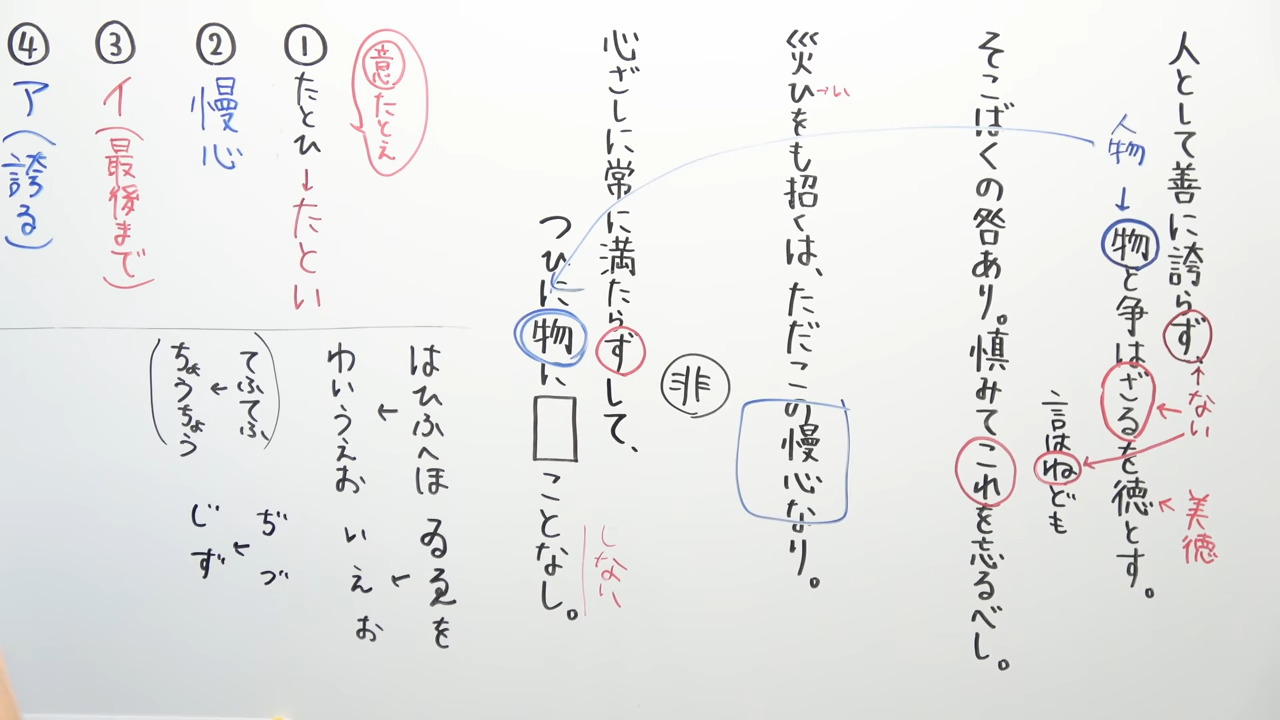 人として善に誇らず、
↑ない
人物→物と争はざるを徳とす。
美徳
言はねども
そこばくの咎あり。慎みてこれを忘るべし。
災ひをも招くは、ただこの慢心なり。
→い
非
心ざしに常に満たらずして、
つひに物に□ことなし。
しない
意たとえ
①たとひ→たとい
②慢心
③イ(最後まで)
④ア(誇る)
はひふへほ
わいうえお
ゐゑを
いえお
(てふてふ
←ちょうちょう)
ぢづ
←じず